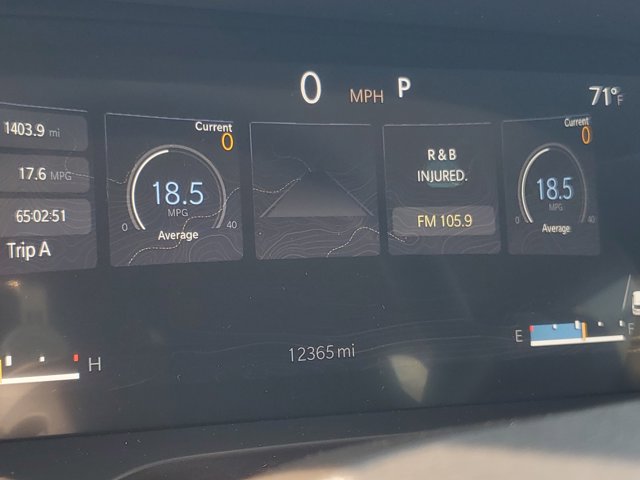 0 MPH P
71°F
1403.9 mi
17.6 MPG
65:02:51
Trip A
Current
0
18.5
MPG
0 40
Average
R & B
INJURED.
FM 105.9
Current
0
18.5
MPG
0 40
Average
H
12365 mi
E F